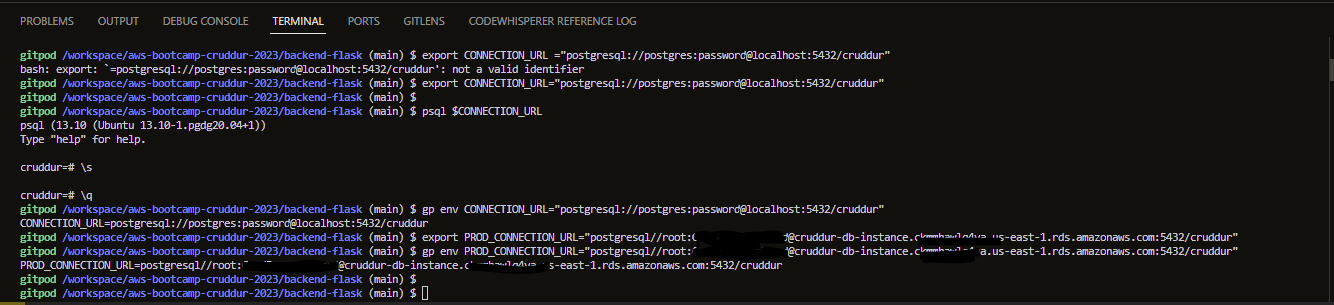 PROBLEMS OUTPUT DEBUG CONSOLE TERMINAL PORTS GITLENS CODEWHISPERER REFERENCE LOG
gitpod /workspace/aws-bootcamp-cruddur-2023/backend-flask (main) $ export CONNECTION_URL ="postgresql://postgres:password@localhost:5432/cruddur"
bash: export: `=postgresql://postgres:password@localhost:5432/cruddur': not a valid identifier
gitpod /workspace/aws-bootcamp-cruddur-2023/backend-flask (main) $ export CONNECTION_URL="postgresql://postgres:password@localhost:5432/cruddur"
gitpod /workspace/aws-bootcamp-cruddur-2023/backend-flask (main) $
gitpod /workspace/aws-bootcamp-cruddur-2023/backend-flask (main) $ psql $CONNECTION_URL
psql (13.10 (Ubuntu 13.10-1.pgdg20.04+1))
Type "help" for help.
cruddur=# \s
cruddur=# \q
gitpod /workspace/aws-bootcamp-cruddur-2023/backend-flask (main) $ gp env CONNECTION_URL="postgresql://postgres:password@localhost:5432/cruddur"
CONNECTION_URL=postgresql://postgres:password@localhost:5432/cruddur
gitpod /workspace/aws-bootcamp-cruddur-2023/backend-flask (main) $ export PROD_CONNECTION_URL="postgresql//root: @cruddur-db-instance. us-east-1.rds.amazonaws.com:5432/cruddur"
gitpod /workspace/aws-bootcamp-cruddur-2023/backend-flask (main) $ gp env PROD_CONNECTION_URL="postgresql//root: @cruddur-db-instance. a.us-east-1.rds.amazonaws.com:5432/cruddur"
PROD_CONNECTION_URL=postgresql//root: @cruddur-db-instance. s-east-1.rds.amazonaws.com:5432/cruddur
gitpod /workspace/aws-bootcamp-cruddur-2023/backend-flask (main) $
gitpod /workspace/aws-bootcamp-cruddur-2023/backend-flask (main) $